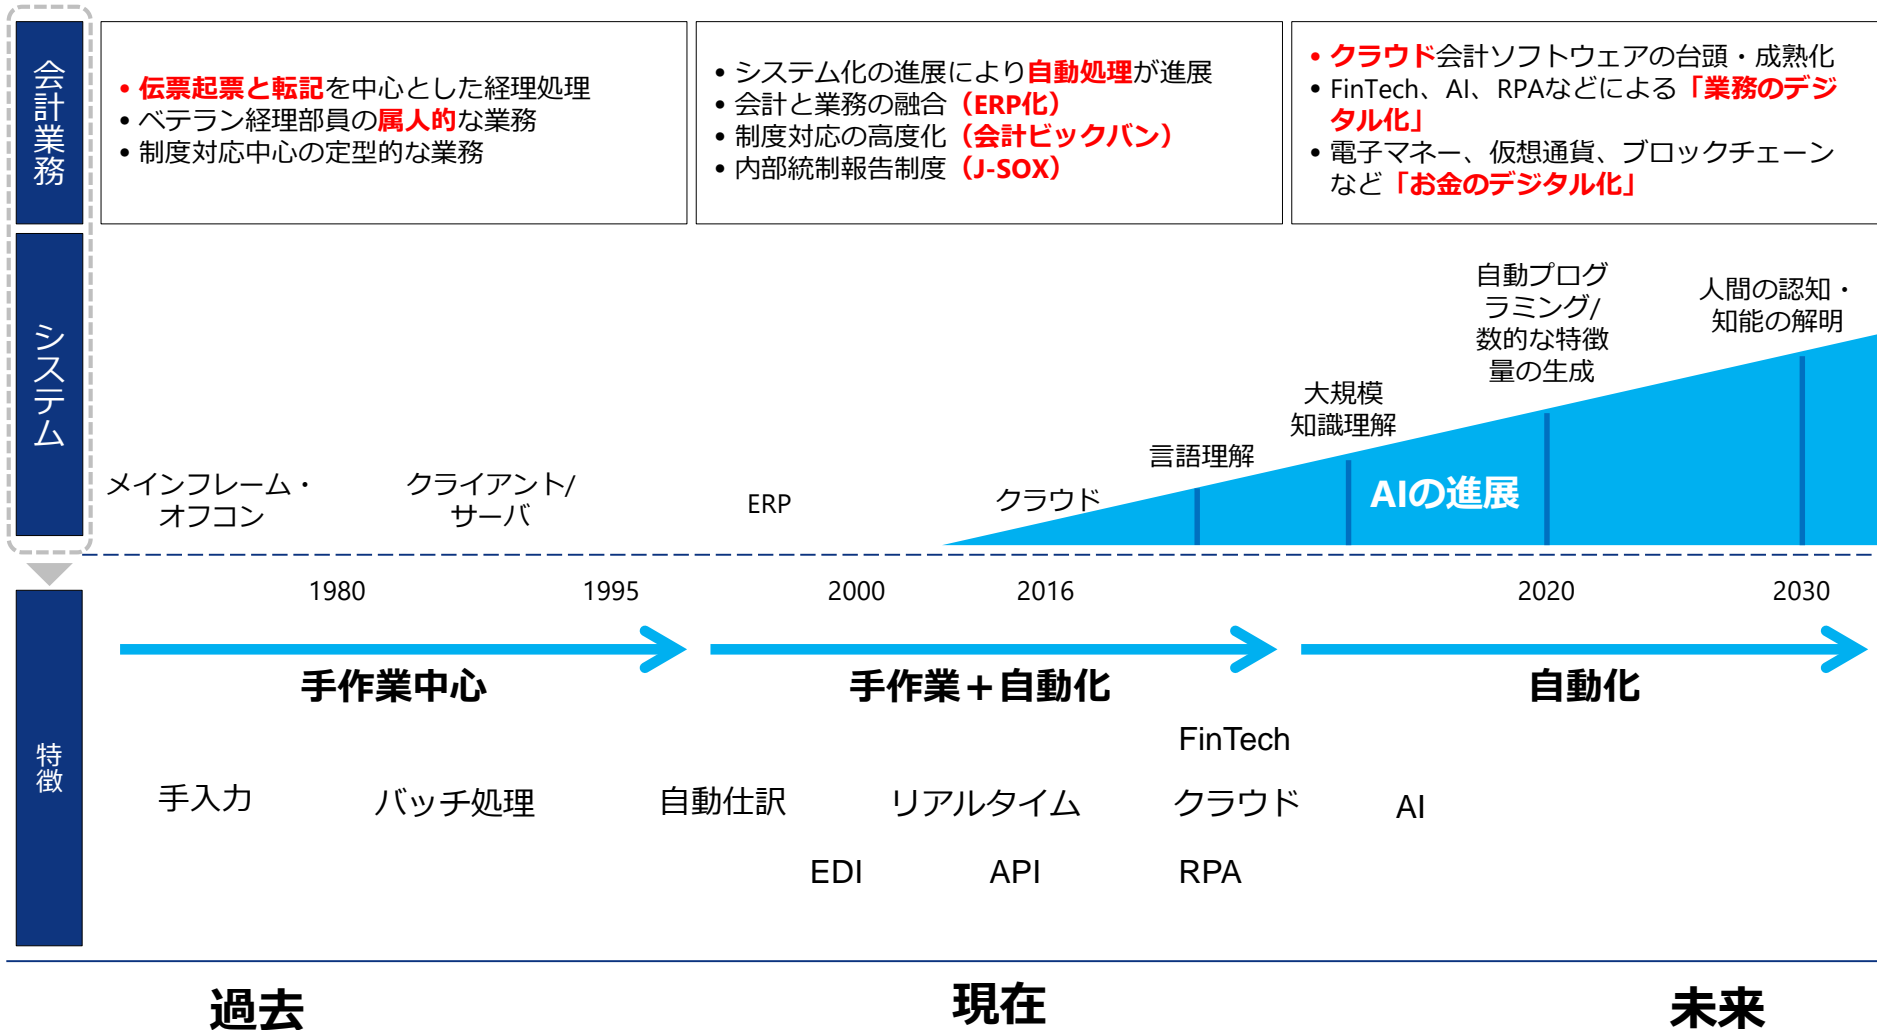 会計業務
• 伝票起票と転記を中心とした経理処理
• ベテラン経理部員の属人的な業務
• 制度対応中心の定型的な業務
• システム化の進展により自動処理が進展
• 会計と業務の融合（ERP化）
• 制度対応の高度化（会計ビックバン）
• 内部統制報告制度（J-SOX）
• クラウド会計ソフトウェアの台頭・成熟化
• FinTech、AI、RPAなどによる「業務のデジ
タル化」
• 電子マネー、仮想通貨、ブロックチェーン
など「お金のデジタル化」
システム
メインフレーム・
オフコン
クライアント/
サーバ
ERP
クラウド
言語理解
大規模
知識理解
自動プログ
ラミング/
数的な特徴
量の生成
人間の認知・
知能の解明
AIの進展
1980
1995
2000
2016
2020
2030
特徴
手作業中心
手作業＋自動化
自動化
FinTech
手入力
バッチ処理
自動仕訳
リアルタイム
クラウド
AI
EDI
API
RPA
過去
現在
未来